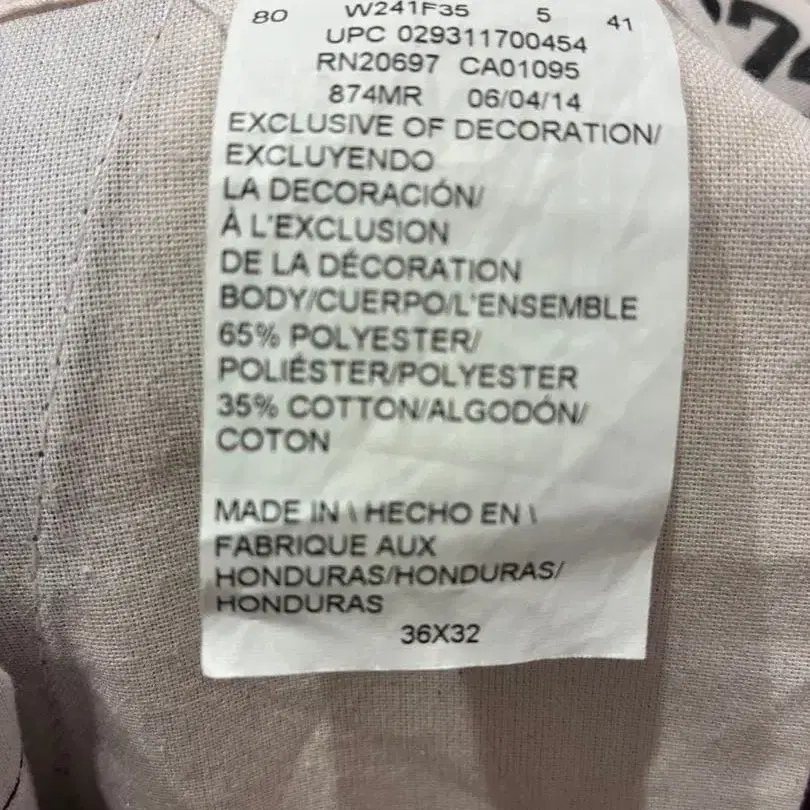 80 W241F35 5 41
UPC 029311700454
RN20697 CA01095
874MR 06/04/14
EXCLUSIVE OF DECORATION/
EXCLUYENDO
LA DECORACIÓN/
À L'EXCLUSION
DE LA DÉCORATION
BODY/CUERPO/L'ENSEMBLE
65% POLYESTER/
POLIÉSTER/POLYESTER
35% COTTON/ALGODÓN/
COTON
MADE IN \ HECHO EN \
FABRIQUE AUX
HONDURAS/HONDURAS/
HONDURAS
36X32